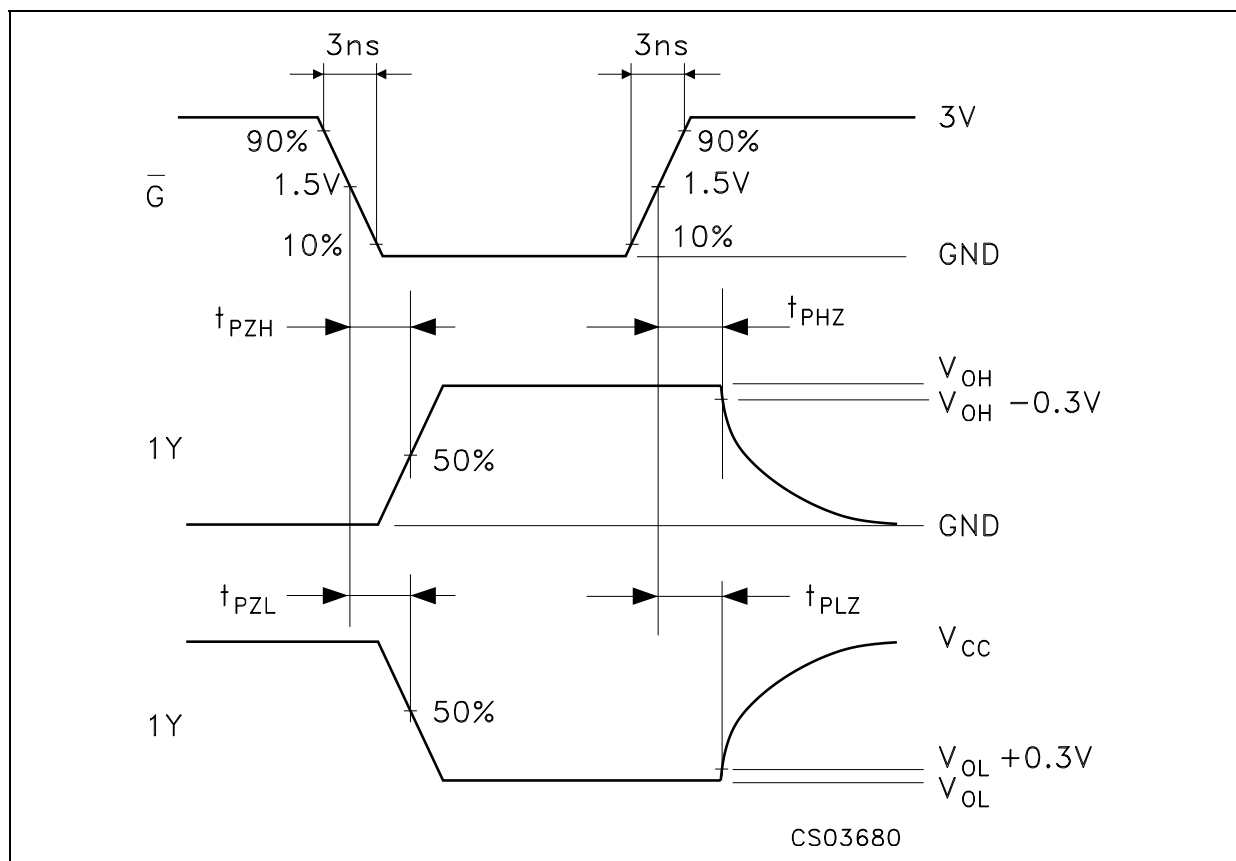 3ns 3ns
3V
90% 90%
G̅ 1.5V 1.5V
10% 10%
GND
tPZH tPHZ
VOH
VOH −0.3V
1Y 50%
GND
tPZL tPLZ
VCC
1Y 50%
VOL +0.3V
VOL
CS03680